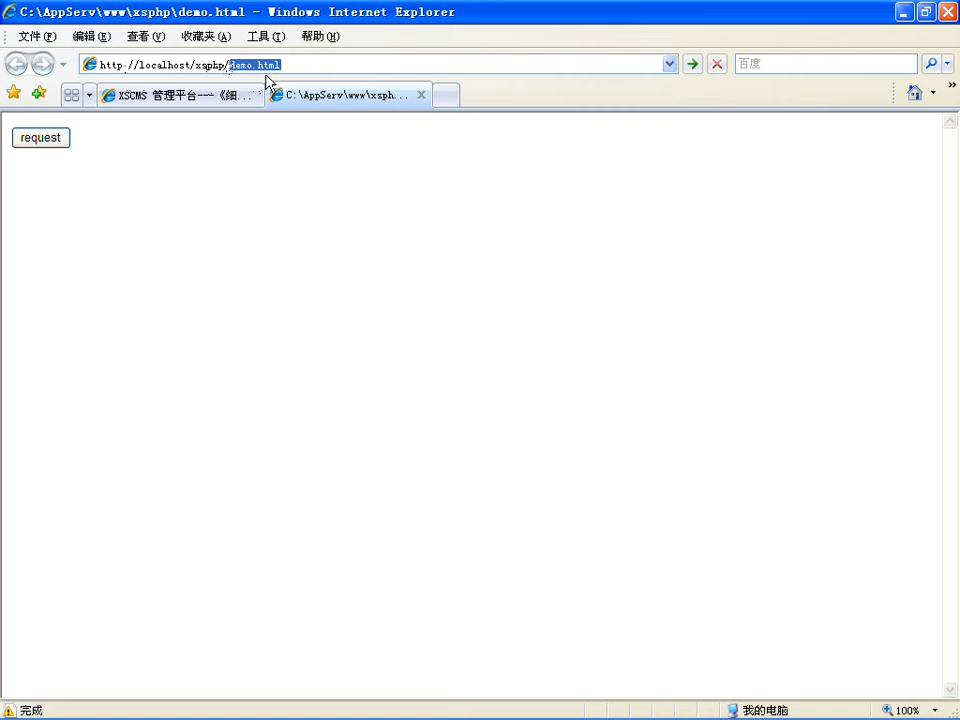 C:\AppServ\www\xsphp\demo.html - Windows Internet Explorer
文件(F) 编辑(E) 查看(V) 收藏夹(A) 工具(T) 帮助(H)
http://localhost/xsphp/demo.html 百度
XSCMS 管理平台--《细... C:\AppServ\www\xsph... »
request
完成 我的电脑 100%